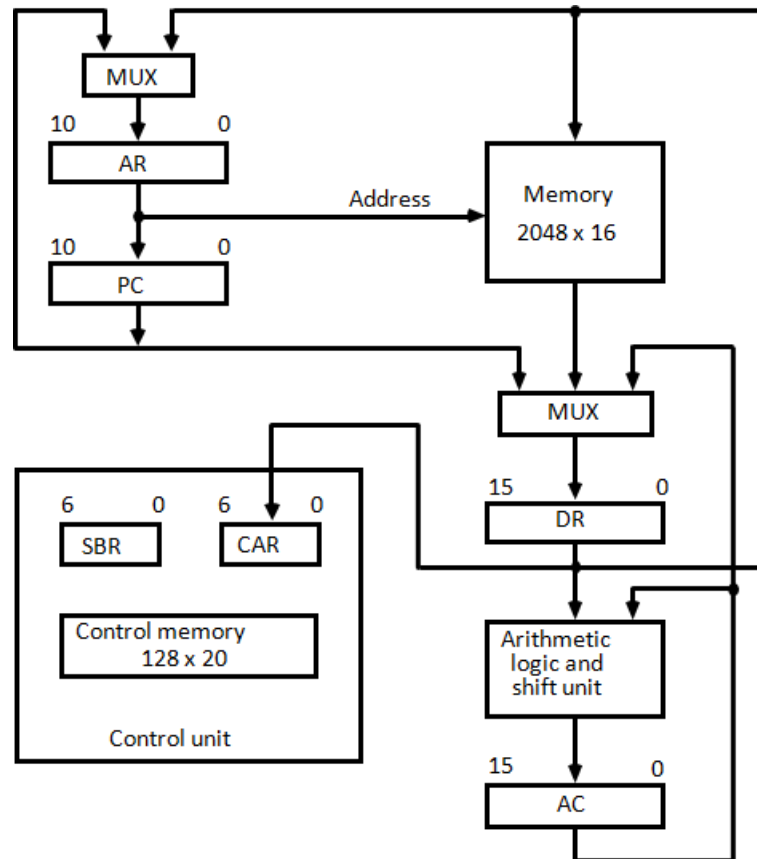 MUX
10 0
AR
Address
Memory
2048 x 16
10 0
PC
MUX
15 0
DR
6 0 6 0
SBR CAR
Control memory
128 x 20
Control unit
Arithmetic
logic and
shift unit
15 0
AC